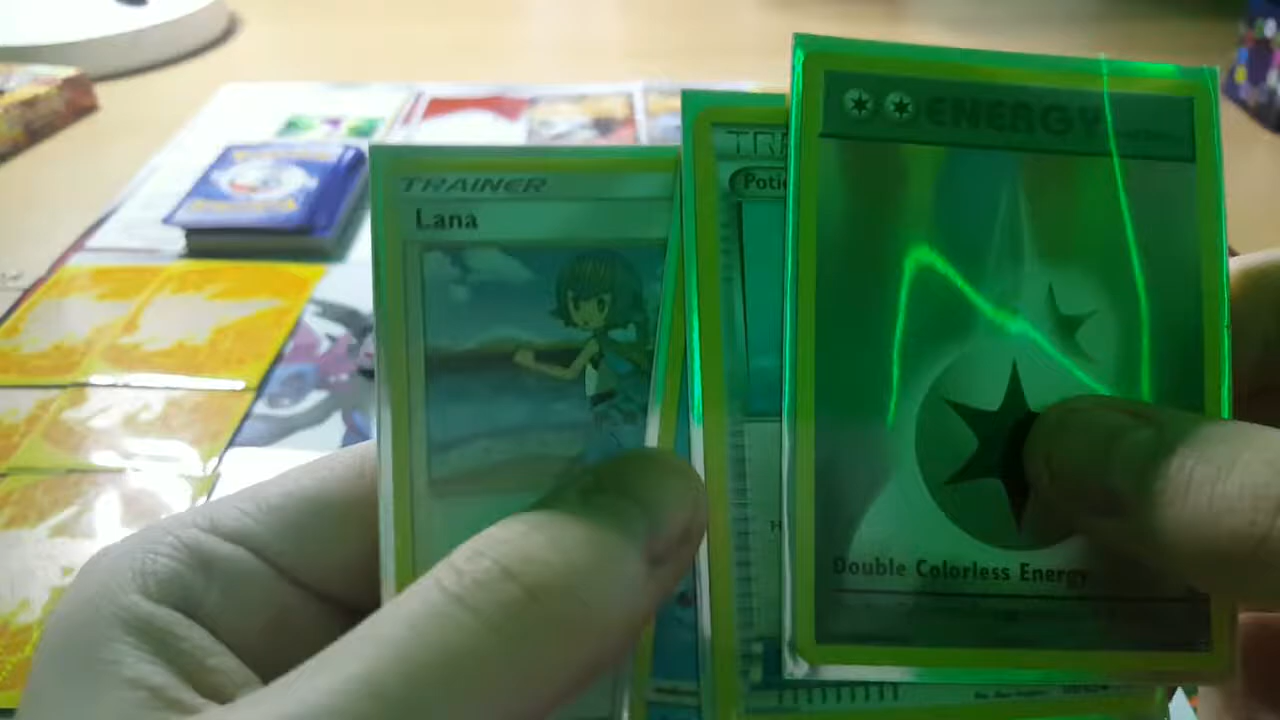 TRAINER
Lana
TRA
Potio
ENERGY
Double Colorless Energy